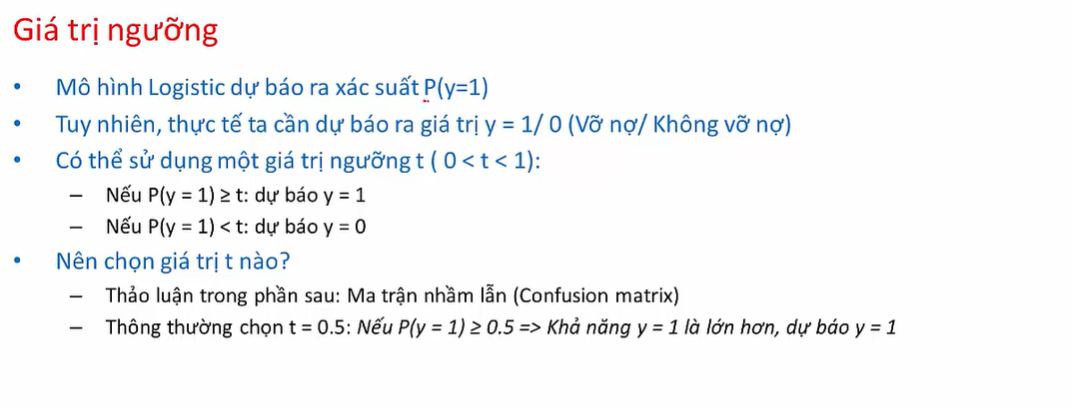 Giá trị ngưỡng
• Mô hình Logistic dự báo ra xác suất P(y=1)
• Tuy nhiên, thực tế ta cần dự báo ra giá trị y = 1/ 0 (Vỡ nợ/ Không vỡ nợ)
• Có thể sử dụng một giá trị ngưỡng t ( 0 < t < 1):
– Nếu P(y = 1) ≥ t: dự báo y = 1
– Nếu P(y = 1) < t: dự báo y = 0
• Nên chọn giá trị t nào?
– Thảo luận trong phần sau: Ma trận nhầm lẫn (Confusion matrix)
– Thông thường chọn t = 0.5: Nếu P(y = 1) ≥ 0.5 => Khả năng y = 1 là lớn hơn, dự báo y = 1